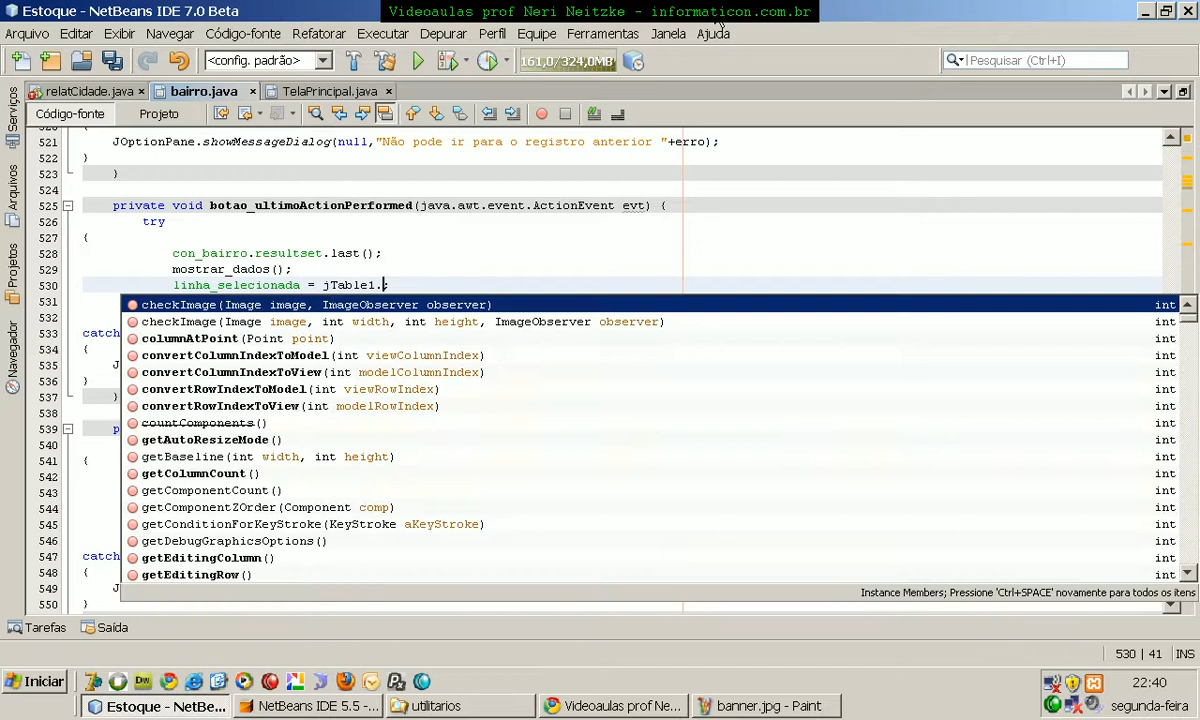 Estoque - NetBeans IDE 7.0 Beta
Videoaulas prof Neri Neitzke - informaticon.com.br
Arquivo Editar Exibir Navegar Código-fonte Refatorar Executar Depurar Perfil Equipe Ferramentas Janela Ajuda
<config. padrão> 161,0/324,0MB Pesquisar (Ctrl+I)
relatCidade.java bairro.java TelaPrincipal.java
Código-fonte Projeto
Serviços
Arquivos
Projetos
Navegador
521 JOptionPane.showMessageDialog(null,"Não pode ir para o registro anterior "+erro);
522 }
523 }
524
525 private void botao_ultimoActionPerformed(java.awt.event.ActionEvent evt) {
526 try
527 {
528 con_bairro.resultset.last();
529 mostrar_dados();
530 linha_selecionada = jTable1.;
531
532
533 catch
534 {
535 J
536 }
537 }
538
539 p
540
541 {
542
543
544
545
546
547 catch
548 {
549 J
550 }
checkImage(Image image, ImageObserver observer) int
checkImage(Image image, int width, int height, ImageObserver observer) int
columnAtPoint(Point point) int
convertColumnIndexToModel(int viewColumnIndex) int
convertColumnIndexToView(int modelColumnIndex) int
convertRowIndexToModel(int viewRowIndex) int
convertRowIndexToView(int modelRowIndex) int
countComponents() int
getAutoResizeMode() int
getBaseline(int width, int height) int
getColumnCount() int
getComponentCount() int
getComponentZOrder(Component comp) int
getConditionForKeyStroke(KeyStroke aKeyStroke) int
getDebugGraphicsOptions() int
getEditingColumn() int
getEditingRow() int
Instance Members; Pressione 'Ctrl+SPACE' novamente para todos os itens
Tarefas Saída
530 | 41 INS
Iniciar
22:40
Estoque - NetBe... NetBeans IDE 5.5 -... utilitarios Videoaulas prof Ne... banner.jpg - Paint
segunda-feira